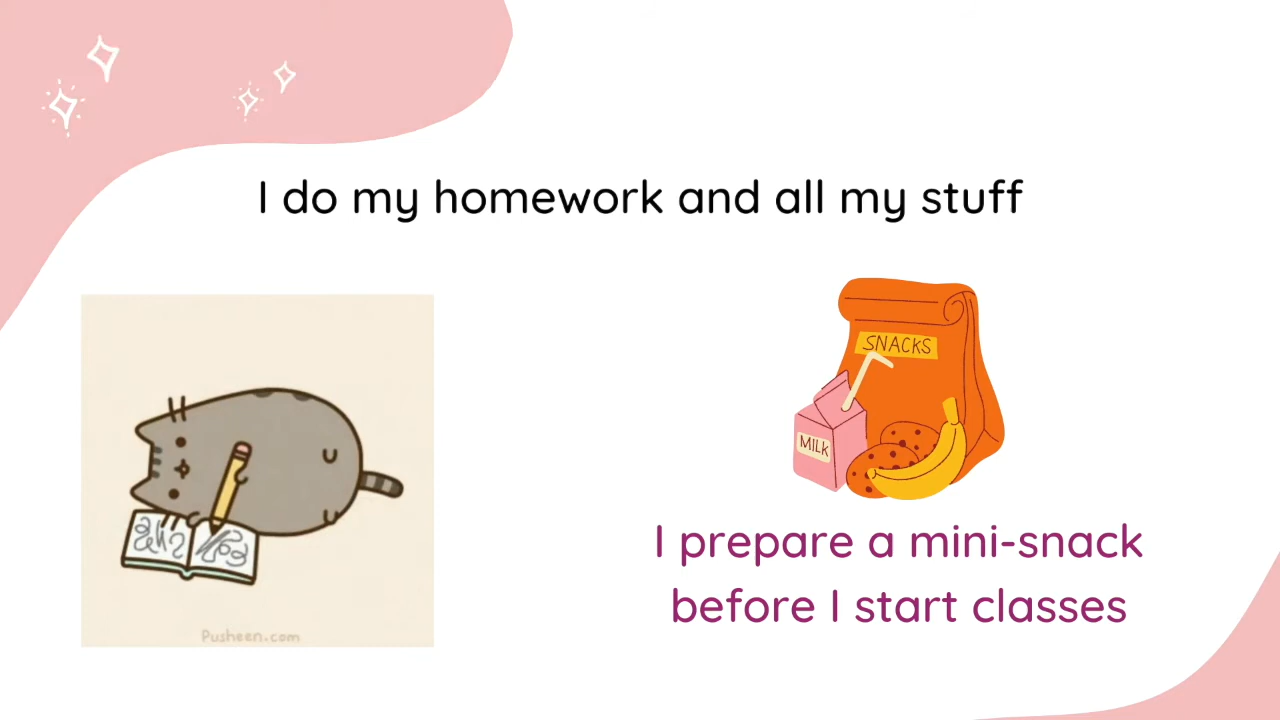 I do my homework and all my stuff
SNACKS
MILK
Pusheen.com
I prepare a mini-snack
before I start classes